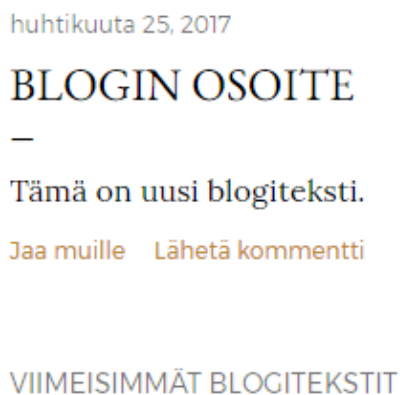 huhtikuuta 25, 2017
BLOGIN OSOITE
–
Tämä on uusi blogiteksti.
Jaa muille Lähetä kommentti
VIIMEISIMMÄT BLOGITEKSTIT